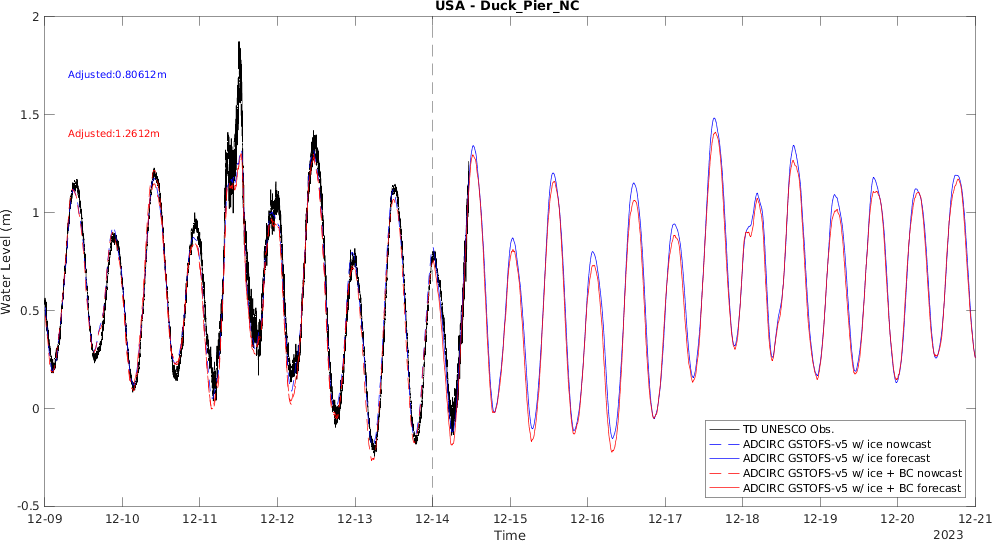 USA - Duck_Pier_NC
Water Level (m)
2
1.5
1
0.5
0
-0.5
Adjusted:0.80612m
Adjusted:1.2612m
TD UNESCO Obs.
ADCIRC GSTOFS-v5 w/ ice nowcast
ADCIRC GSTOFS-v5 w/ ice forecast
ADCIRC GSTOFS-v5 w/ ice + BC nowcast
ADCIRC GSTOFS-v5 w/ ice + BC forecast
12-09 12-10 12-11 12-12 12-13 12-14 12-15 12-16 12-17 12-18 12-19 12-20 12-21
Time
2023